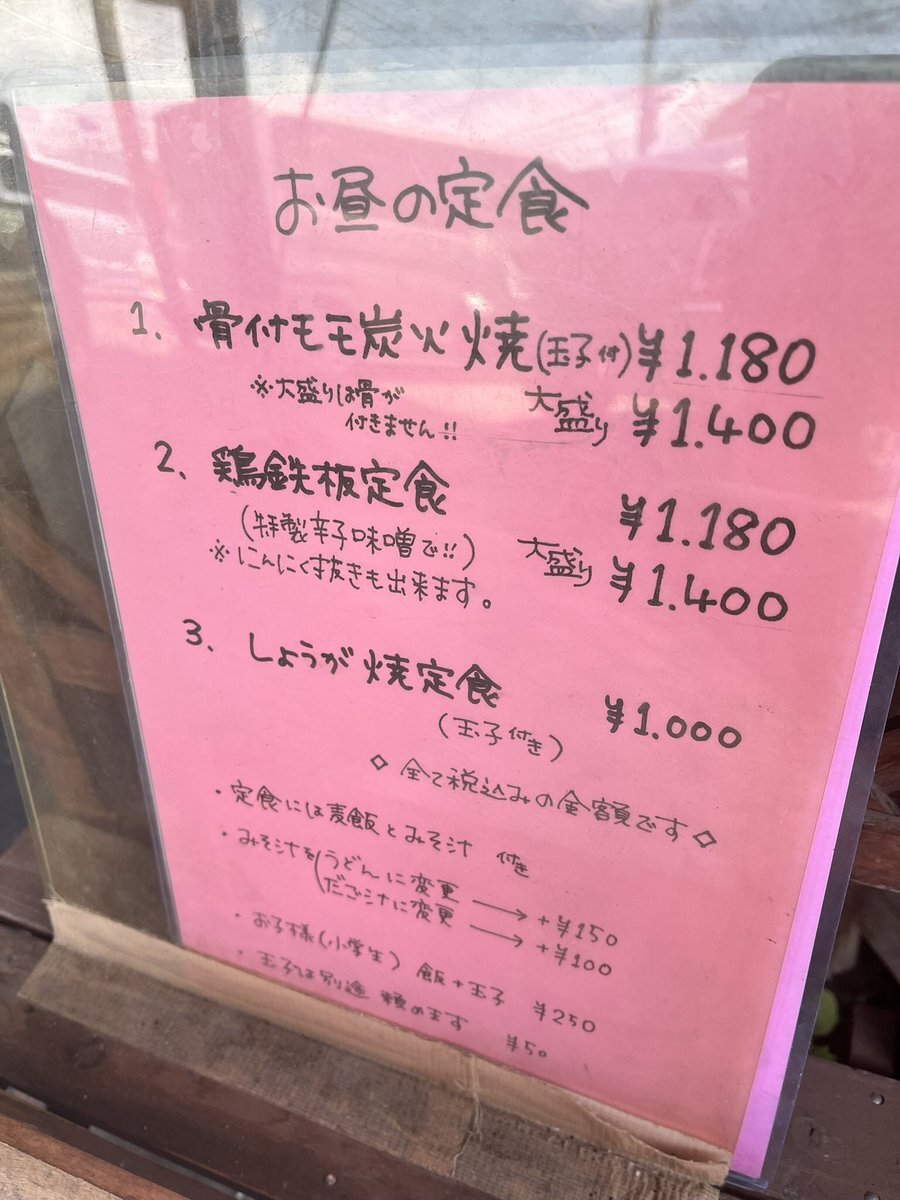 お昼の定食
1、骨付モモ炭火焼(玉子付)¥1.180
※大盛りは骨が 大盛り ¥1.400
付きません!!
2、鶏鉄板定食 ¥1.180
(特製辛子味噌で!!) 大盛り ¥1.400
※にんにく抜きも出来ます。
3、しょうが焼定食 ¥1.000
(玉子付き)
◇全て税込みの金額です◇
・定食には麦飯とみそ汁 付き
・みそ汁を(うどんに変更 → +¥150
(だご汁に変更 → +¥100
・お子様(小学生) 飯+玉子 ¥250
・玉子は別途 頼めます ¥50